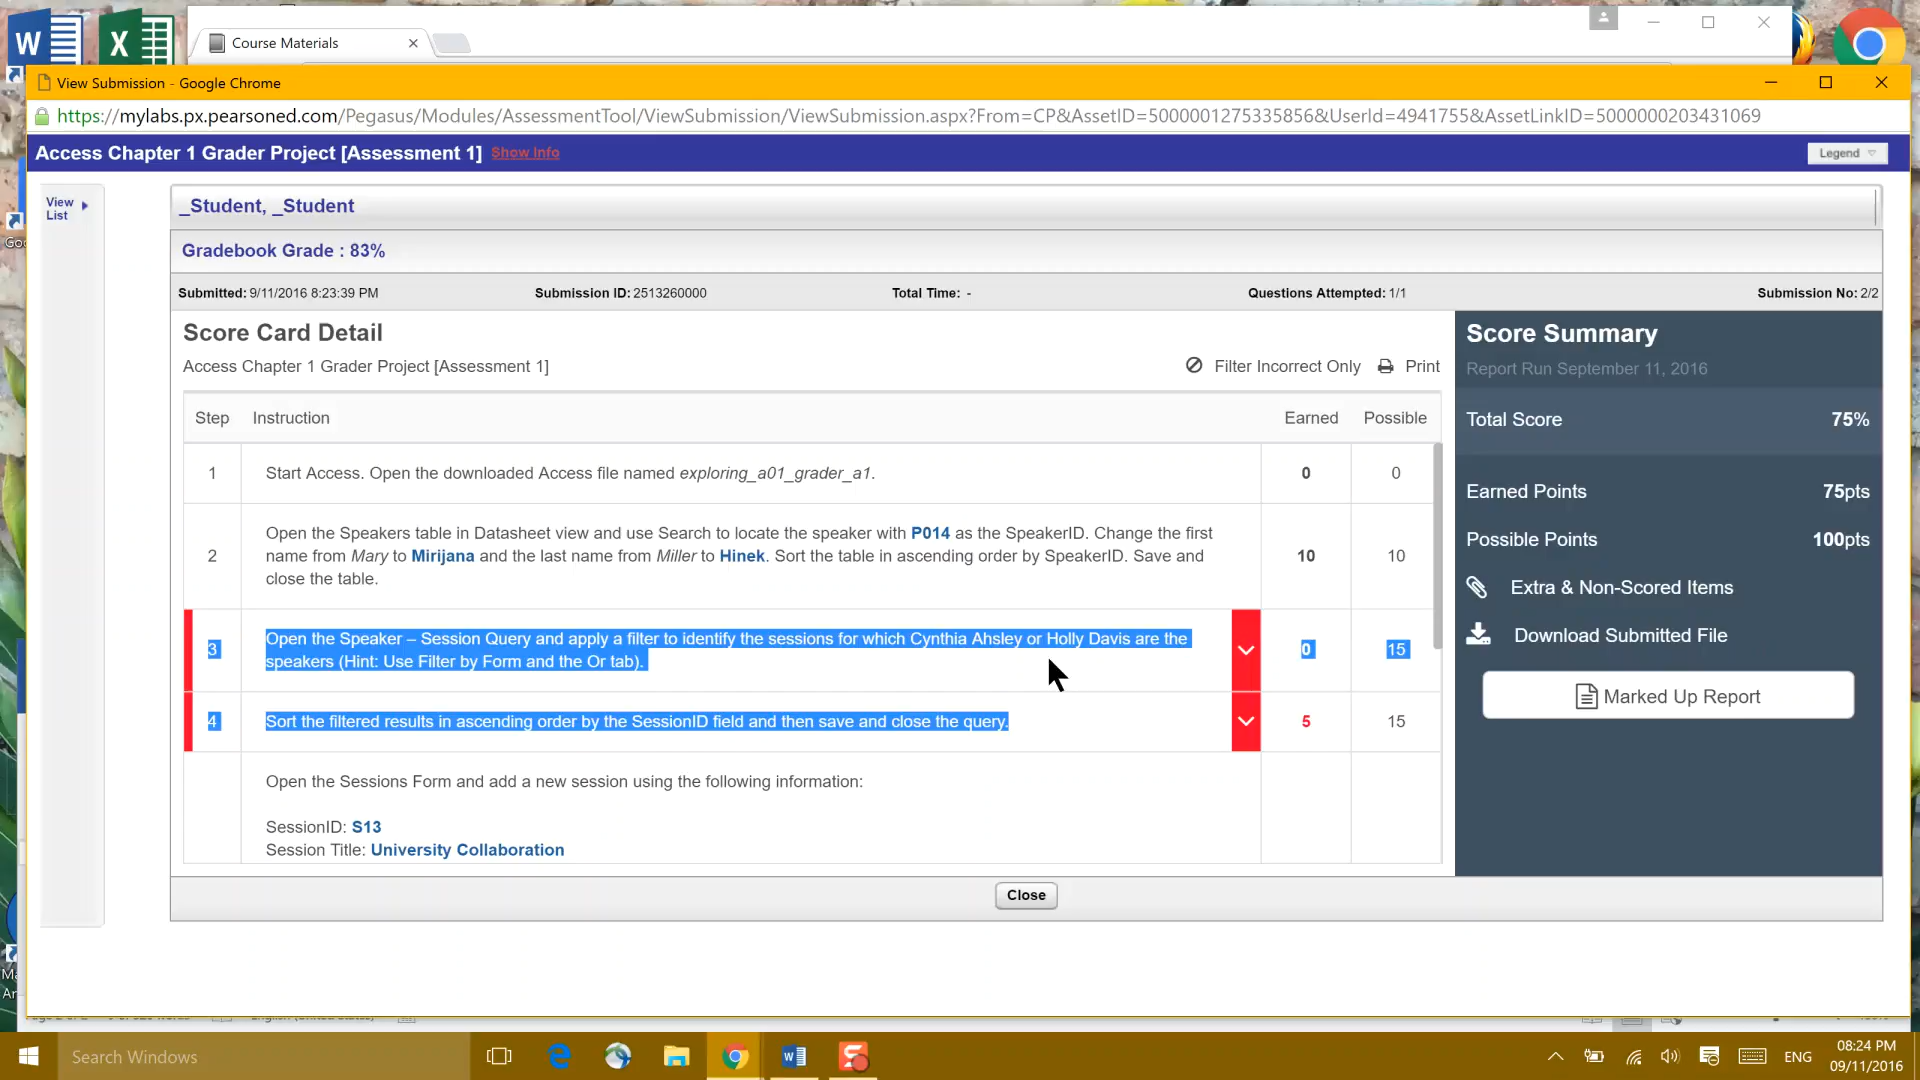 Course Materials
View Submission - Google Chrome
https://mylabs.px.pearsoned.com/Pegasus/Modules/AssessmentTool/ViewSubmission/ViewSubmission.aspx?From=CP&AssetID=5000001275335856&UserId=4941755&AssetLinkID=5000000203431069
Access Chapter 1 Grader Project [Assessment 1] Show Info
Legend
View
List
_Student, _Student
Gradebook Grade : 83%
Submitted: 9/11/2016 8:23:39 PM Submission ID: 2513260000 Total Time: - Questions Attempted: 1/1 Submission No: 2/2
Score Card Detail
Access Chapter 1 Grader Project [Assessment 1]
Filter Incorrect Only Print
Step Instruction Earned Possible
1 Start Access. Open the downloaded Access file named exploring_a01_grader_a1. 0 0
Open the Speakers table in Datasheet view and use Search to locate the speaker with P014 as the SpeakerID. Change the first
2 name from Mary to Mirijana and the last name from Miller to Hinek. Sort the table in ascending order by SpeakerID. Save and 10 10
close the table.
3 Open the Speaker – Session Query and apply a filter to identify the sessions for which Cynthia Ahsley or Holly Davis are the 0 15
speakers (Hint: Use Filter by Form and the Or tab).
4 Sort the filtered results in ascending order by the SessionID field and then save and close the query. 5 15
Open the Sessions Form and add a new session using the following information:
SessionID: S13
Session Title: University Collaboration
Score Summary
Report Run September 11, 2016
Total Score 75%
Earned Points 75pts
Possible Points 100pts
Extra & Non-Scored Items
Download Submitted File
Marked Up Report
Close
Search Windows
ENG
08:24 PM
09/11/2016